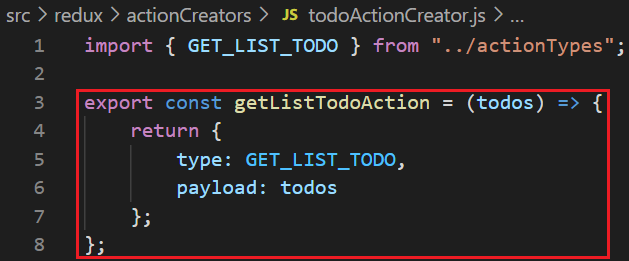 src > redux > actionCreators > JS todoActionCreator.js > ...
1 import { GET_LIST_TODO } from "../actionTypes";
2
3 export const getListTodoAction = (todos) => {
4 return {
5 type: GET_LIST_TODO,
6 payload: todos
7 };
8 };